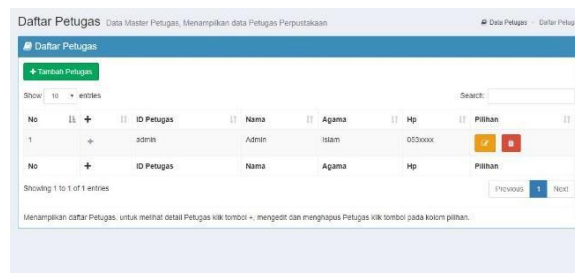 Daftar Petugas Data Master Petugas, Menampilkan data Petugas Perpustakaan
Data Petugas Daftar Petug
Daftar Petugas
+ Tambah Petugas
Show 10 entries
Search:
No + ID Petugas Nama Agama Hp Pilihan
1 + admin Admin Islam 083xxxx
No + ID Petugas Nama Agama Hp Pilihan
Showing 1 to 1 of 1 entries
Previous 1 Next
Menampilkan daftar Petugas, untuk melihat detail Petugas klik tombol +, mengedit dan menghapus Petugas klik tombol pada kolom pilihan.